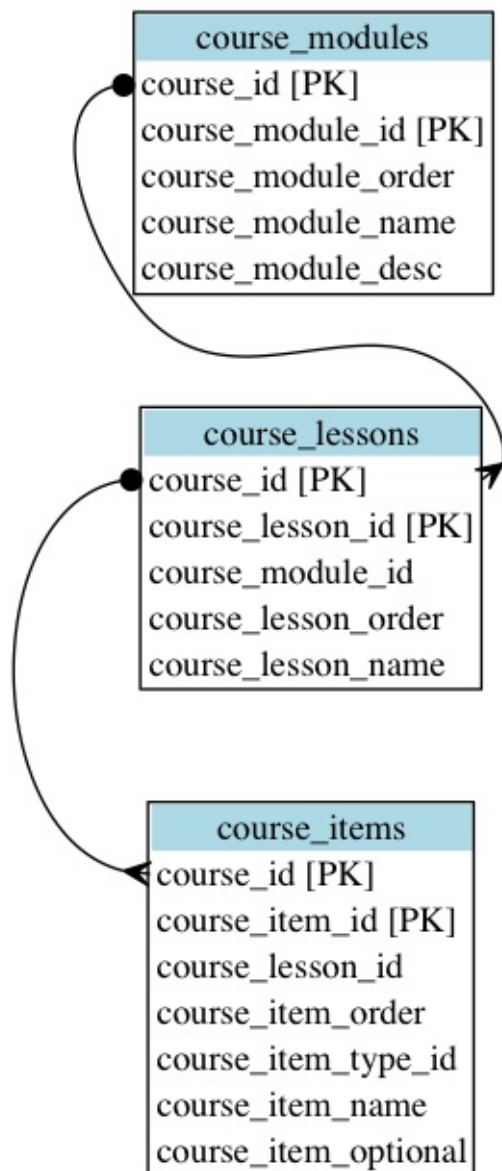 course_modules
course_id [PK]
course_module_id [PK]
course_module_order
course_module_name
course_module_desc
course_lessons
course_id [PK]
course_lesson_id [PK]
course_module_id
course_lesson_order
course_lesson_name
course_items
course_id [PK]
course_item_id [PK]
course_lesson_id
course_item_order
course_item_type_id
course_item_name
course_item_optional